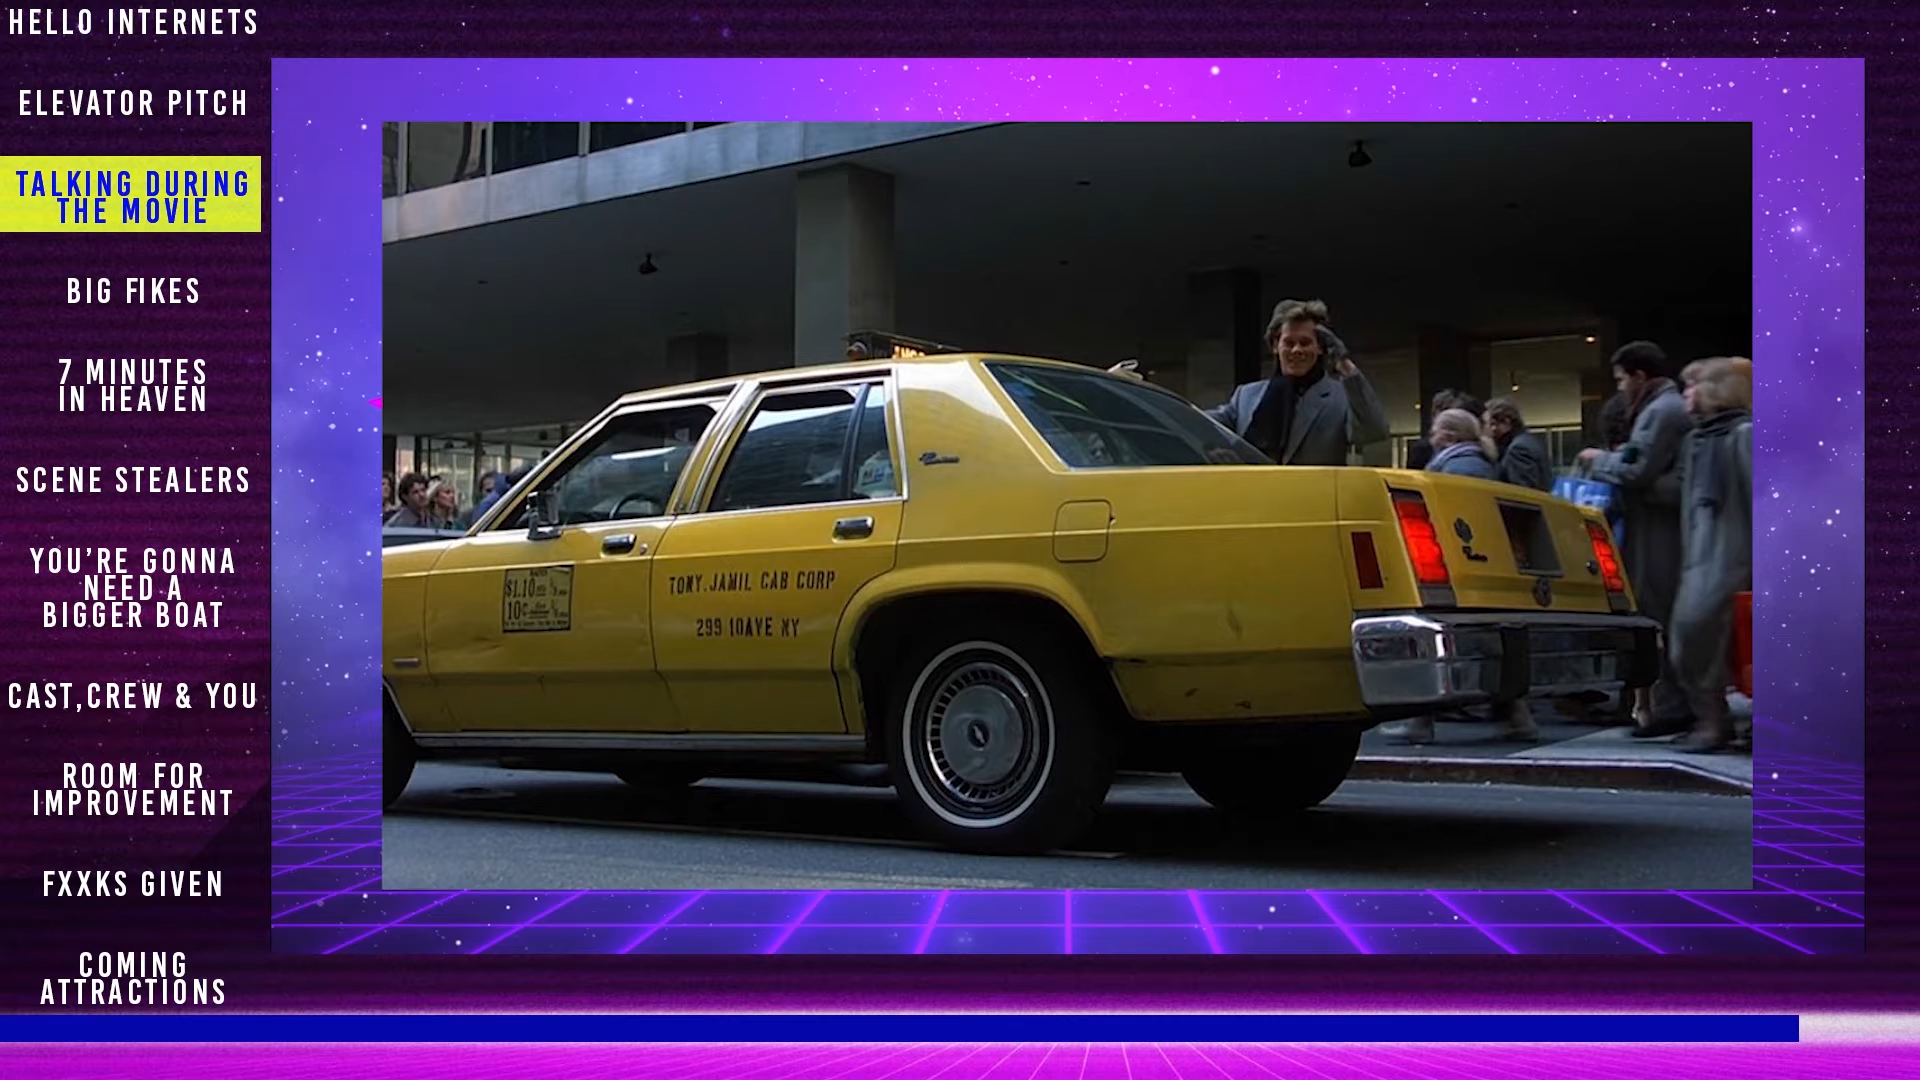 HELLO INTERNETS
ELEVATOR PITCH
TALKING DURING
THE MOVIE
BIG FIKES
7 MINUTES
IN HEAVEN
SCENE STEALERS
YOU'RE GONNA
NEED A
BIGGER BOAT
CAST,CREW & YOU
ROOM FOR
IMPROVEMENT
FXXKS GIVEN
COMING
ATTRACTIONS
$1.10
10¢
TONY.JAMIL CAB CORP
299 10AVE NY